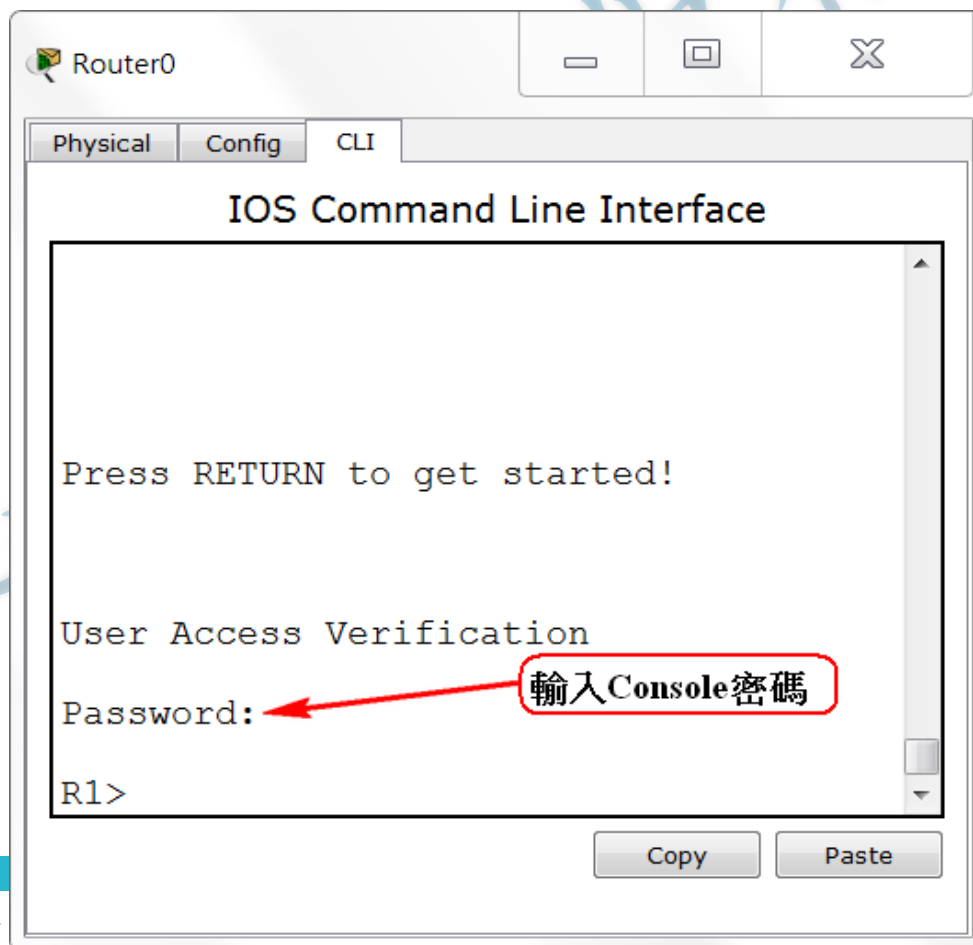 Router0
Physical Config CLI
IOS Command Line Interface
Press RETURN to get started!
User Access Verification
輸入Console密碼
Password:
R1>
Copy Paste